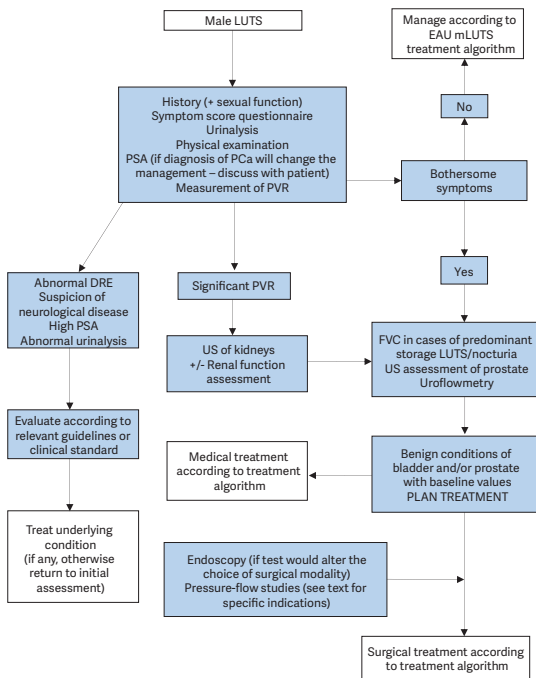 Male LUTS
Manage according to
EAU mLUTS
treatment algorithm
No
History (+ sexual function)
Symptom score questionnaire
Urinalysis
Physical examination
PSA (if diagnosis of PCa will change the
management – discuss with patient)
Measurement of PVR
Bothersome
symptoms
Yes
Abnormal DRE
Suspicion of
neurological disease
High PSA
Abnormal urinalysis
Significant PVR
US of kidneys
+/- Renal function
assessment
FVC in cases of predominant
storage LUTS/nocturia
US assessment of prostate
Uroflowmetry
Evaluate according to
relevant guidelines or
clinical standard
Medical treatment
according to treatment
algorithm
Benign conditions of
bladder and/or prostate
with baseline values
PLAN TREATMENT
Treat underlying
condition
(if any, otherwise
return to initial
assessment)
Endoscopy (if test would alter the
choice of surgical modality)
Pressure-flow studies (see text for
specific indications)
Surgical treatment according
to treatment algorithm